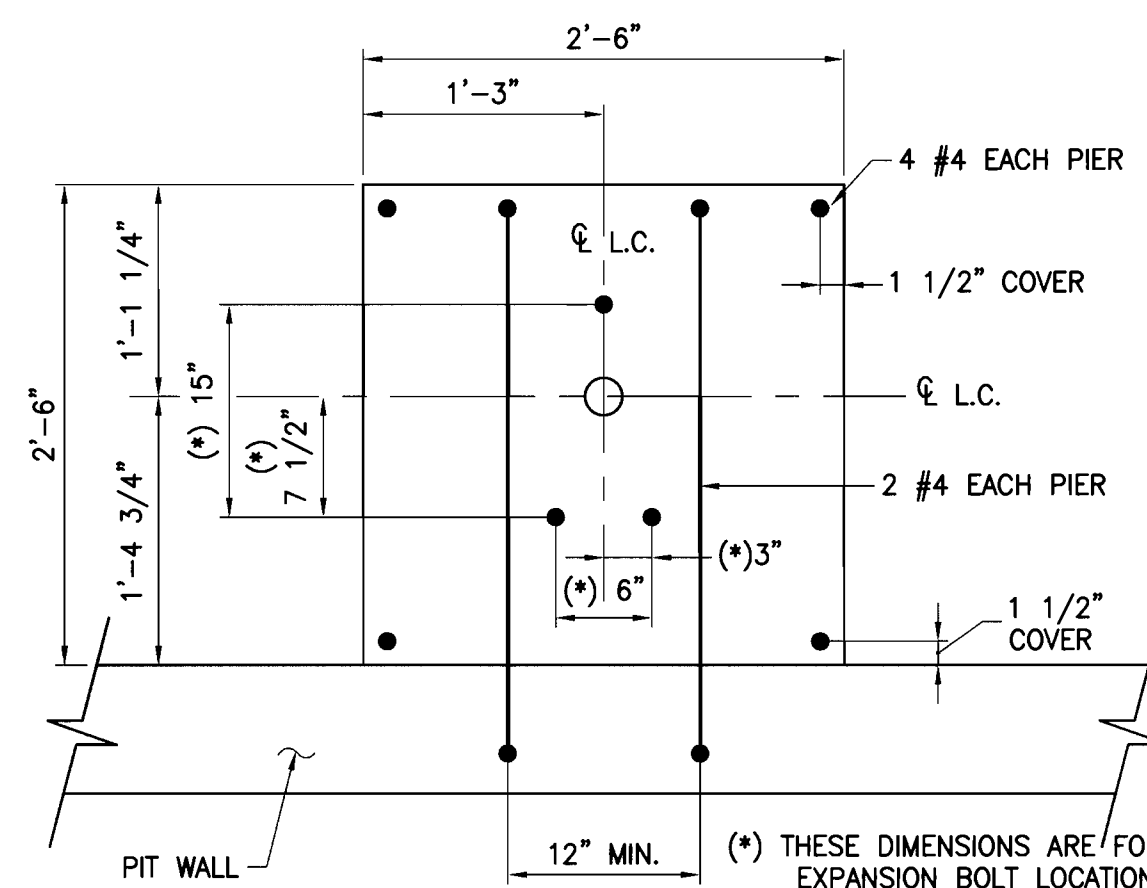 2'-6"
1'-3"
4 #4 EACH PIER
℄ L.C.
1 1/2" COVER
1'-1 1/4"
2'-6"
(*) 15"
(*)
7 1/2"
℄ L.C.
2 #4 EACH PIER
1'-4 3/4"
(*)3"
(*) 6"
1 1/2"
COVER
PIT WALL
12" MIN.
(*) THESE DIMENSIONS ARE
EXPANSION BOLT